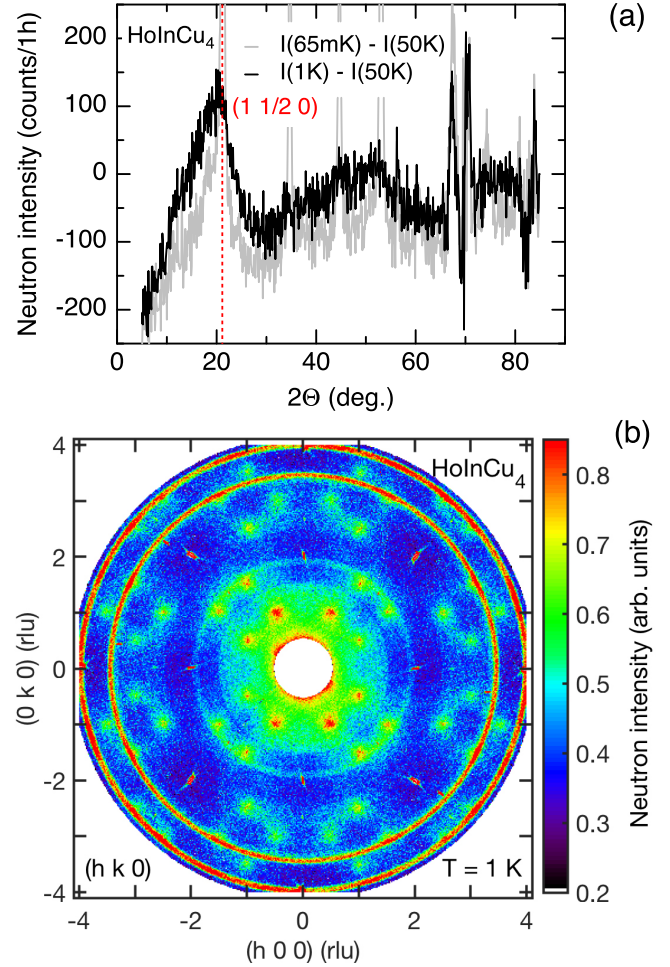 (a)
HoInCu4
I(65mK) - I(50K)
I(1K) - I(50K)
(1 1/2 0)
Neutron intensity (counts/1h)
200
100
0
-100
-200
0 20 40 60 80
2Θ (deg.)
(b)
HoInCu4
(0 k 0) (rlu)
4
2
0
-2
-4
(h k 0)
T = 1 K
-4 -2 0 2 4
(h 0 0) (rlu)
0.8
0.7
0.6
0.5
0.4
0.3
0.2
Neutron intensity (arb. units)